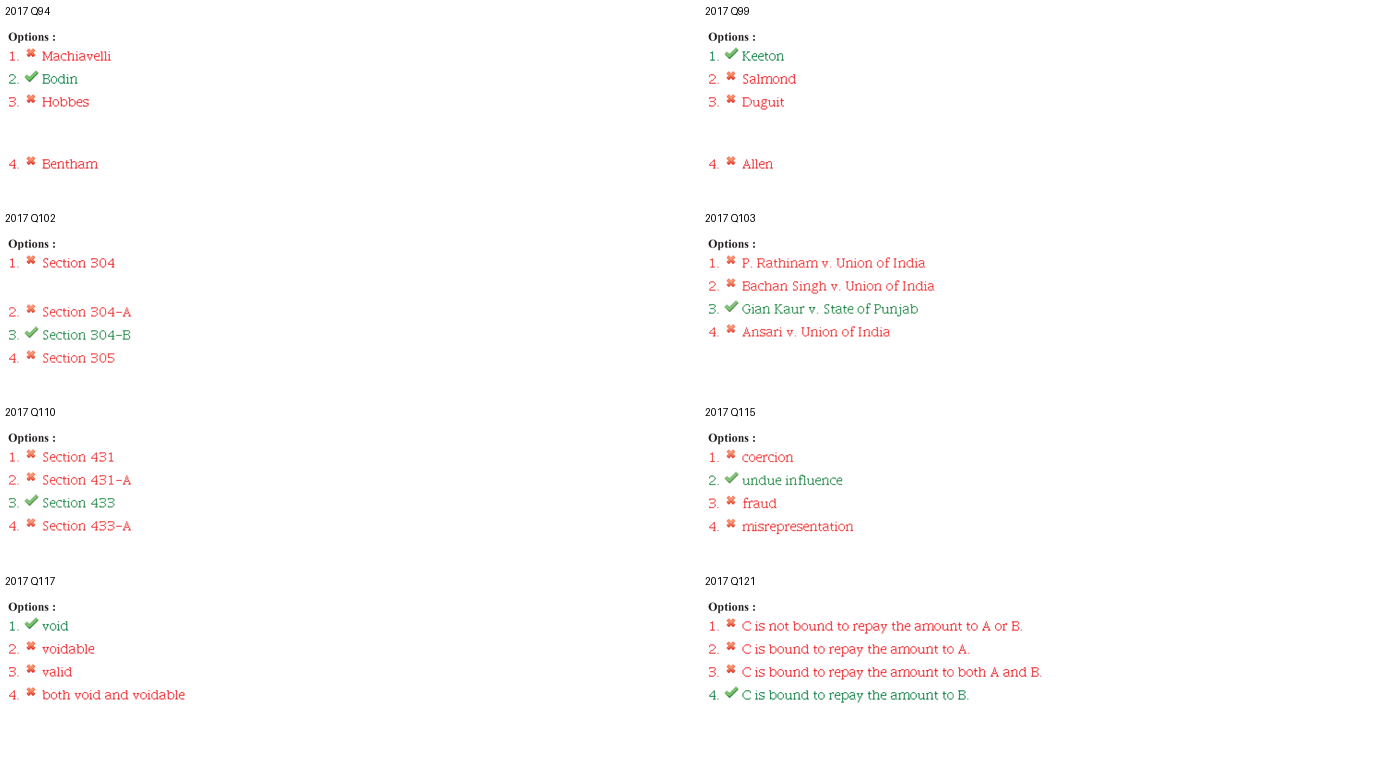 2017 Q94
Options :
1. Machiavelli
2. Bodin
3. Hobbes
4. Bentham
2017 Q99
Options :
1. Keeton
2. Salmond
3. Duguit
4. Allen
2017 Q102
Options :
1. Section 304
2. Section 304-A
3. Section 304-B
4. Section 305
2017 Q103
Options :
1. P. Rathinam v. Union of India
2. Bachan Singh v. Union of India
3. Gian Kaur v. State of Punjab
4. Ansari v. Union of India
2017 Q110
Options :
1. Section 431
2. Section 431-A
3. Section 433
4. Section 433-A
2017 Q115
Options :
1. coercion
2. undue influence
3. fraud
4. misrepresentation
2017 Q117
Options :
1. void
2. voidable
3. valid
4. both void and voidable
2017 Q121
Options :
1. C is not bound to repay the amount to A or B.
2. C is bound to repay the amount to A.
3. C is bound to repay the amount to both A and B.
4. C is bound to repay the amount to B.